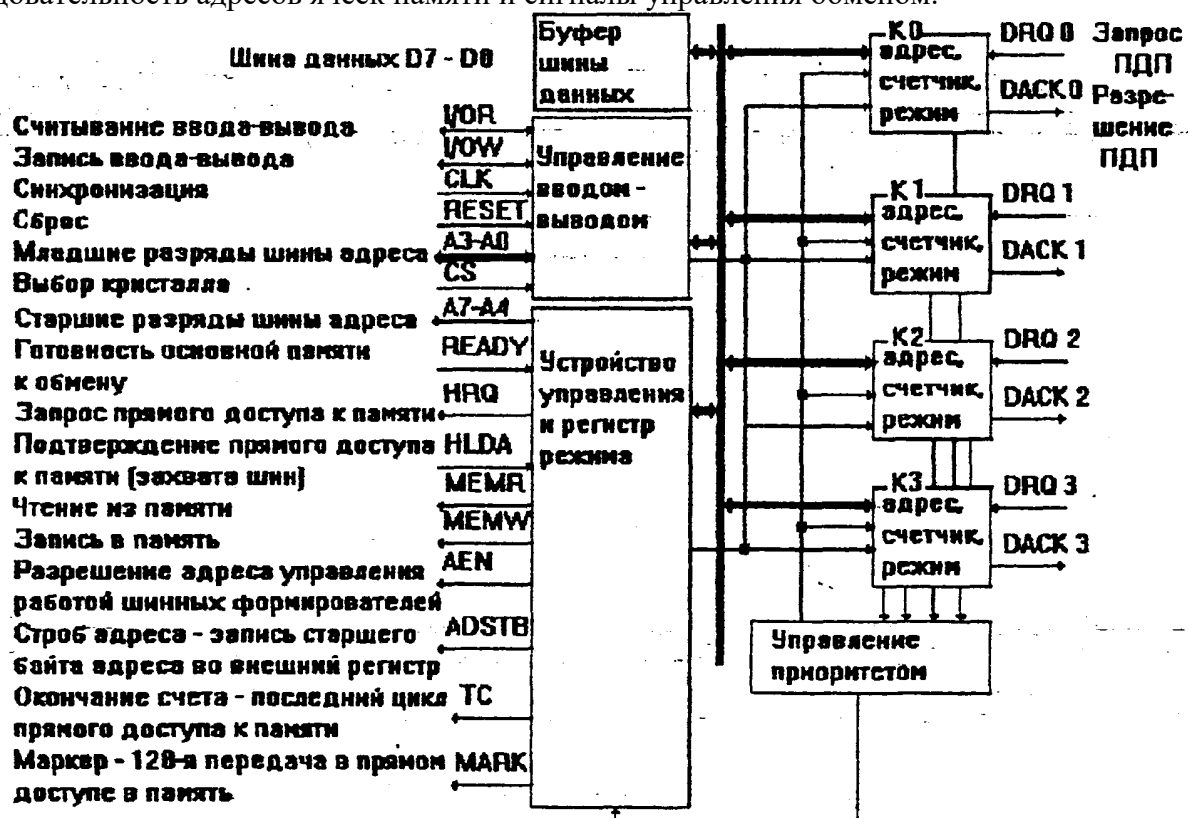 довательность адресов ячеек памяти и сигналы управления обменом.
Шина данных D7 - D0
Буфер
шины
данных
Считывание ввода-вывода
I/OR
Запись ввода-вывода
I/OW
Синхронизация
CLK
Сброс
RESET
Младшие разряды шины адреса
A3-A0
Выбор кристалла
CS
Управление
вводом -
выводом
Старшие разряды шины адреса
A7-A4
Готовность основной памяти
к обмену
READY
Запрос прямого доступа к памяти
HRQ
Подтверждение прямого доступа
к памяти (захвата шин)
HLDA
Чтение из памяти
MEMR
Запись в память
MEMW
Разрешение адреса управления
работой шинных формирователей
AEN
Строб адреса - запись старшего
байта адреса во внешний регистр
ADSTB
Окончание счета - последний цикл
прямого доступа к памяти
TC
Маркер - 128-я передача в прямом
доступе в память
MARK
Устройство
управления
и регистр
режима
K0
адрес,
счетчик,
режим
DRQ 0
DACK 0
Запрос
ПДП
Разре-
шение
ПДП
K1
адрес,
счетчик,
режим
DRQ 1
DACK 1
K2
адрес,
счетчик,
режим
DRQ 2
DACK 2
K3
адрес,
счетчик,
режим
DRQ 3
DACK 3
Управление
приоритетом